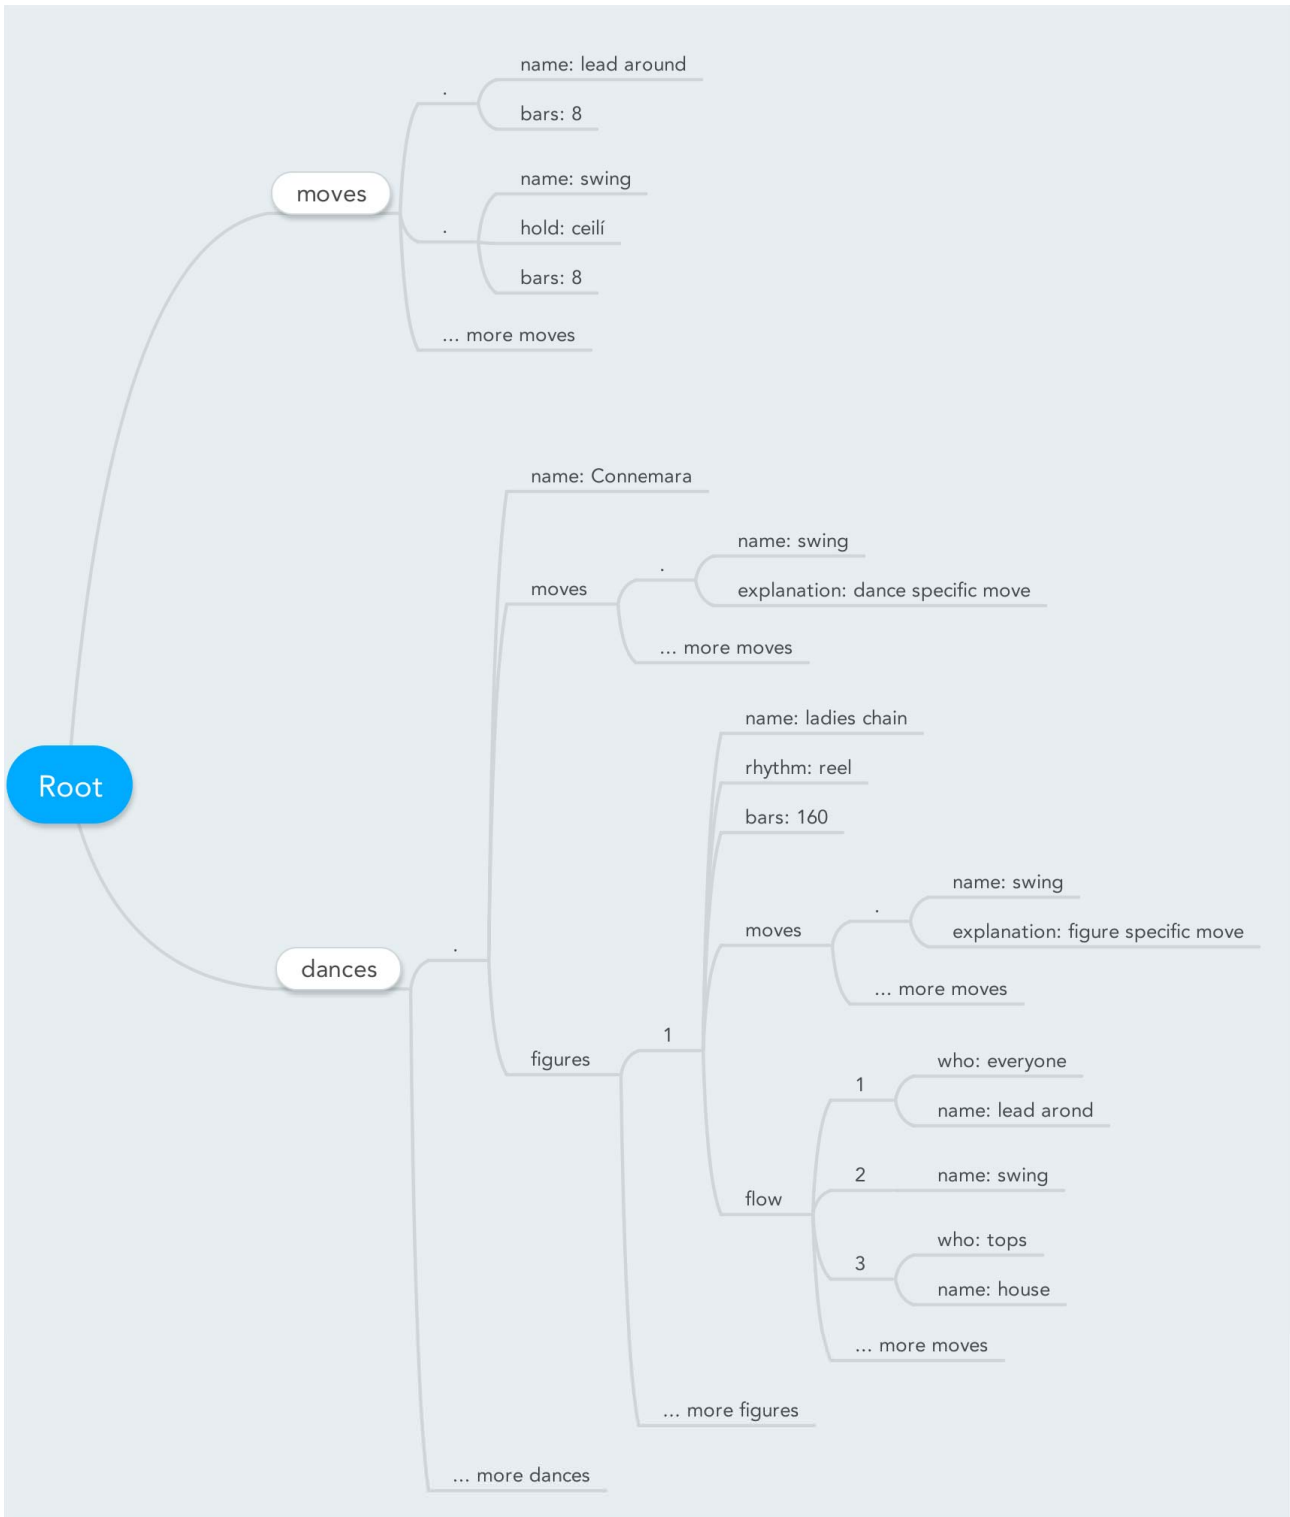 name: lead around
.
bars: 8
moves
name: swing
.
hold: ceilí
bars: 8
... more moves
name: Connemara
name: swing
.
moves
explanation: dance specific move
... more moves
name: ladies chain
rhythm: reel
Root
bars: 160
name: swing
.
moves
explanation: figure specific move
.
dances
... more moves
1
figures
who: everyone
1
name: lead arond
2
name: swing
flow
who: tops
3
name: house
... more moves
... more figures
... more dances